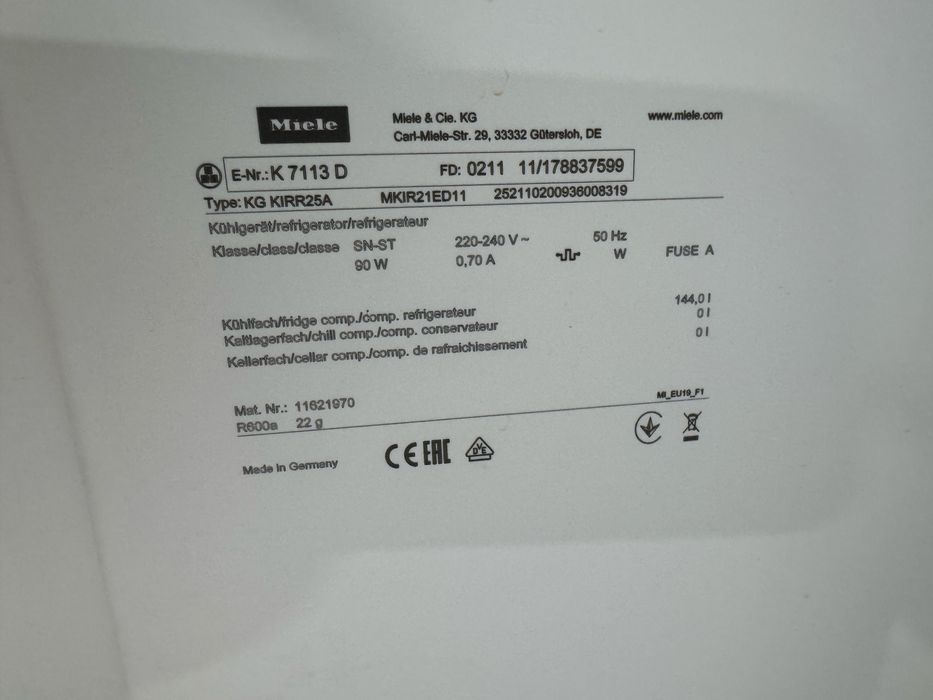 Miele
Miele & Cie. KG
Carl-Miele-Str. 29, 33332 Gütersloh, DE
www.miele.com
E-Nr.: K 7113 D FD: 0211 11/178837599
Type: KG KIRR25A MKIR21ED11 252110200936008319
Kühlgerät/refrigerator/refrigerateur
Klasse/class/classe SN-ST 220-240 V ~ 50 Hz
90 W 0,70 A W FUSE A
Kühlfach/fridge comp./comp. refrigerateur 144,0 l
Kaltlagerfach/chill comp./comp. conservateur 0 l
Kellerfach/cellar comp./comp. de rafraichissement 0 l
Mat. Nr.: 11621970
MI_EU19_F1
R600a 22 g
Made in Germany CE EAC VDE